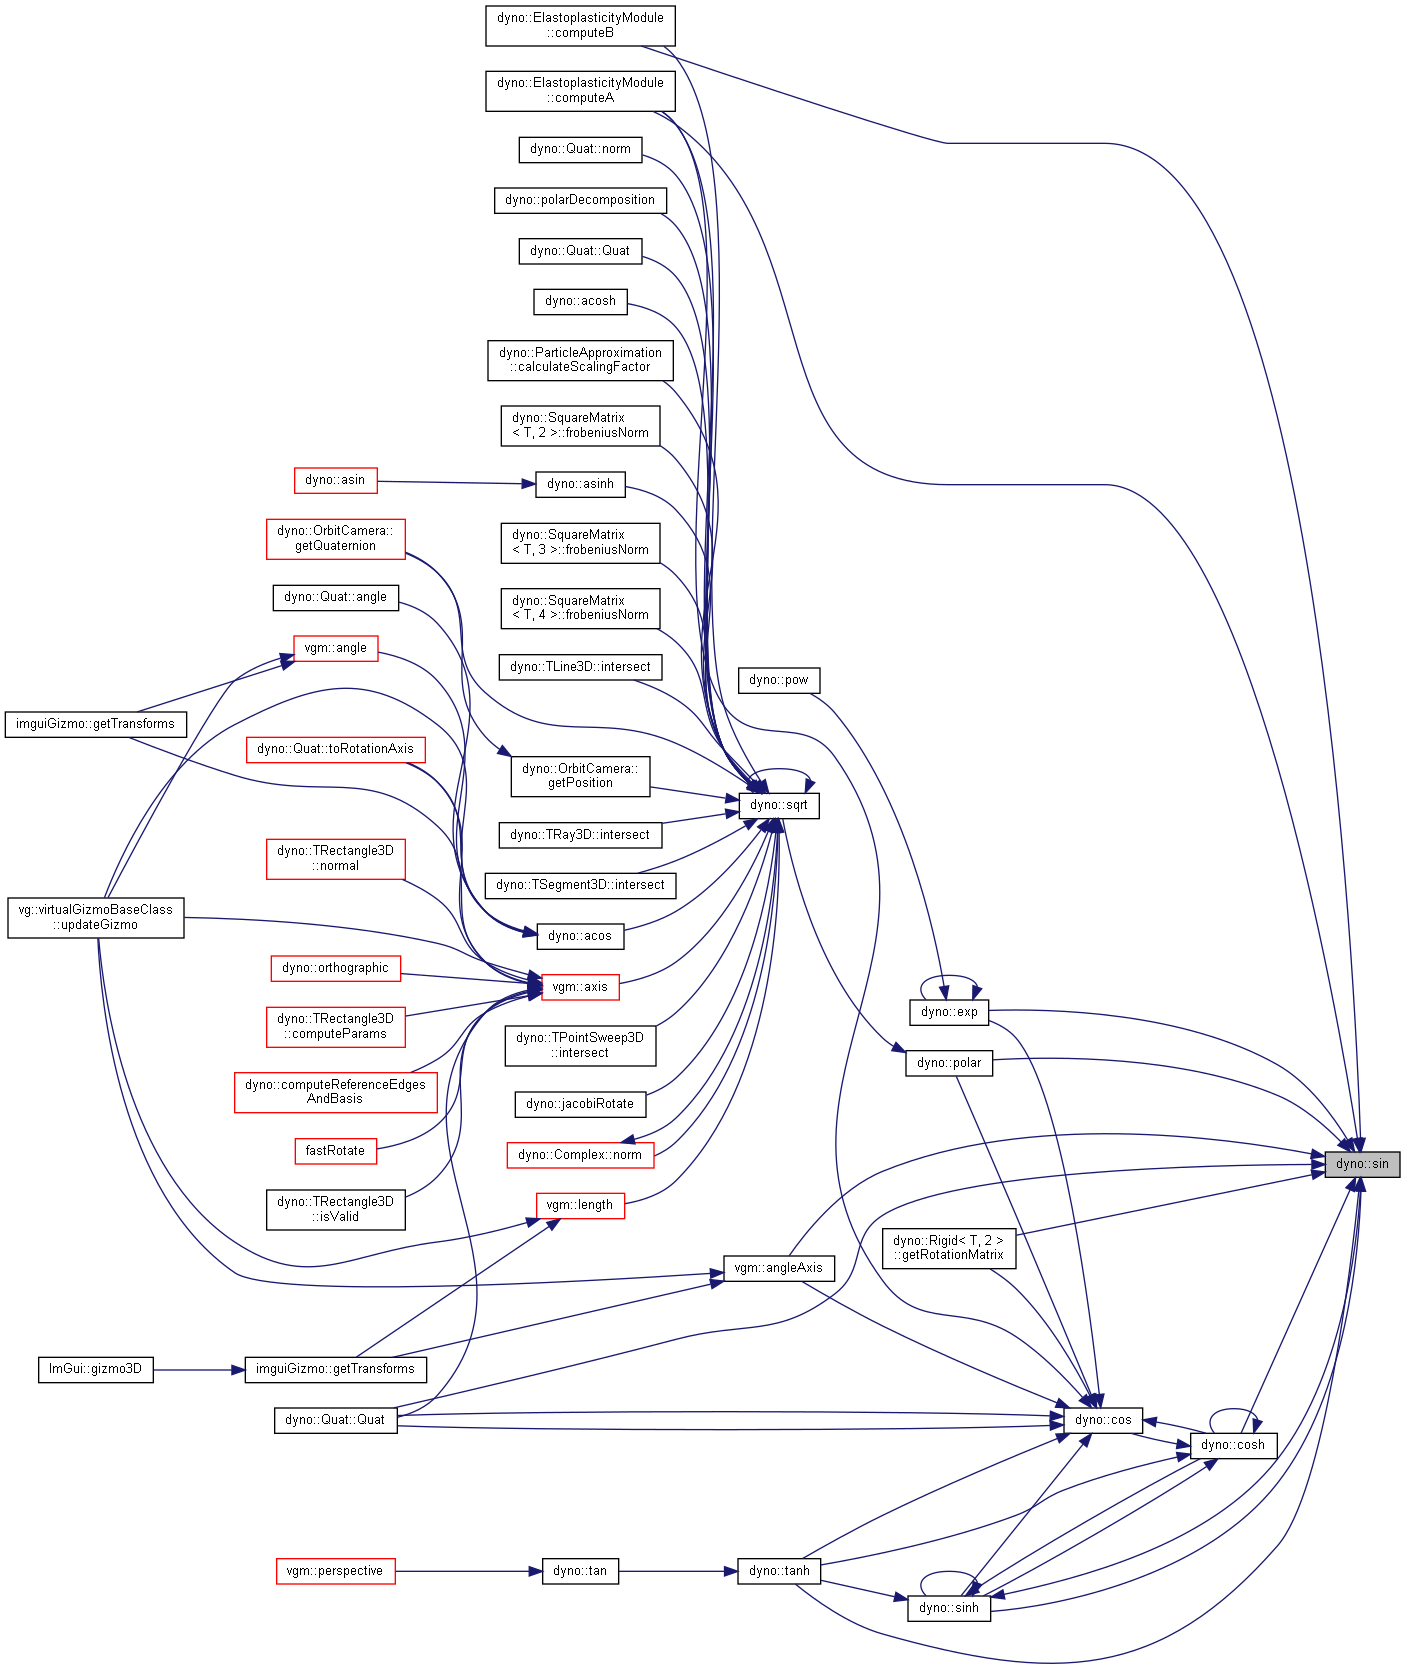 dyno::ElastoplasticityModule
::computeB
dyno::ElastoplasticityModule
::computeA
dyno::Quat::norm
dyno::polarDecomposition
dyno::Quat::Quat
dyno::acosh
dyno::ParticleApproximation
::calculateScalingFactor
dyno::SquareMatrix
< T, 2 >::frobeniusNorm
dyno::asin
dyno::asinh
dyno::OrbitCamera::
getQuaternion
dyno::SquareMatrix
< T, 3 >::frobeniusNorm
dyno::Quat::angle
dyno::SquareMatrix
< T, 4 >::frobeniusNorm
vgm::angle
dyno::TLine3D::intersect
dyno::pow
imguiGizmo::getTransforms
dyno::Quat::toRotationAxis
dyno::OrbitCamera::
getPosition
dyno::sqrt
dyno::TRay3D::intersect
dyno::TRectangle3D
::normal
dyno::TSegment3D::intersect
vg::virtualGizmoBaseClass
::updateGizmo
dyno::acos
dyno::orthographic
vgm::axis
dyno::exp
dyno::TRectangle3D
::computeParams
dyno::TPointSweep3D
::intersect
dyno::polar
dyno::computeReferenceEdges
AndBasis
dyno::jacobiRotate
fastRotate
dyno::Complex::norm
dyno::sin
dyno::TRectangle3D
::isValid
vgm::length
dyno::Rigid< T, 2 >
::getRotationMatrix
vgm::angleAxis
ImGui::gizmo3D
imguiGizmo::getTransforms
dyno::Quat::Quat
dyno::cos
dyno::cosh
vgm::perspective
dyno::tan
dyno::tanh
dyno::sinh